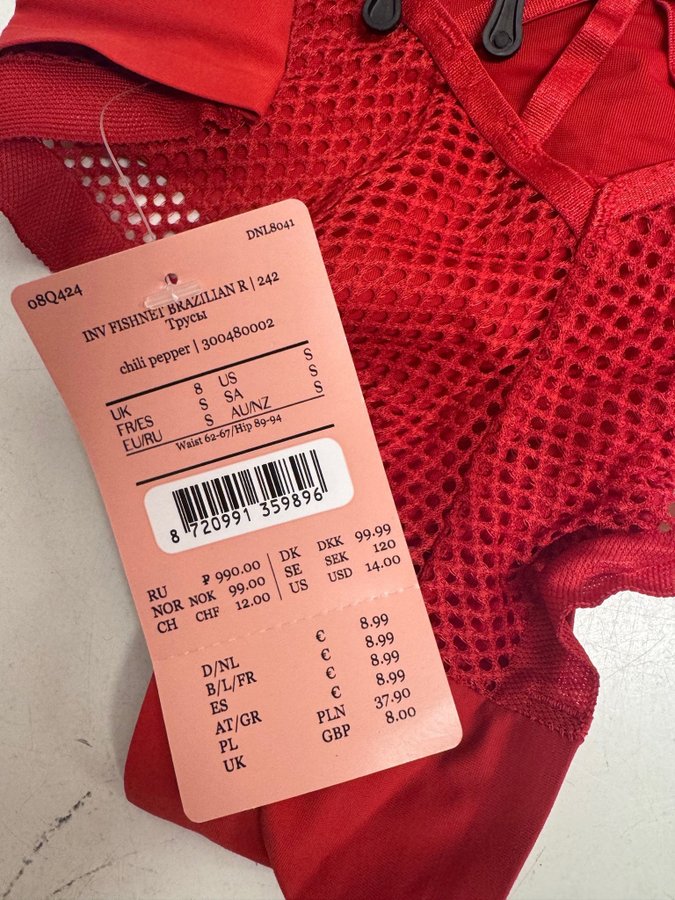 DNL8041
08Q424
INV FISHNET BRAZILIAN R | 242
Трусы
chili pepper | 300480002
UK 8 US S
FR/ES S SA S
EU/RU S AU/NZ S
Waist 62-67/Hip 89-94
8 720991 359896
RU ₽ 990.00 DK DKK 99.99
NOR NOK 99.00 SE SEK 120
CH CHF 12.00 US USD 14.00
D/NL € 8.99
B/L/FR € 8.99
ES € 8.99
AT/GR € 8.99
PL PLN 37.90
UK GBP 8.00